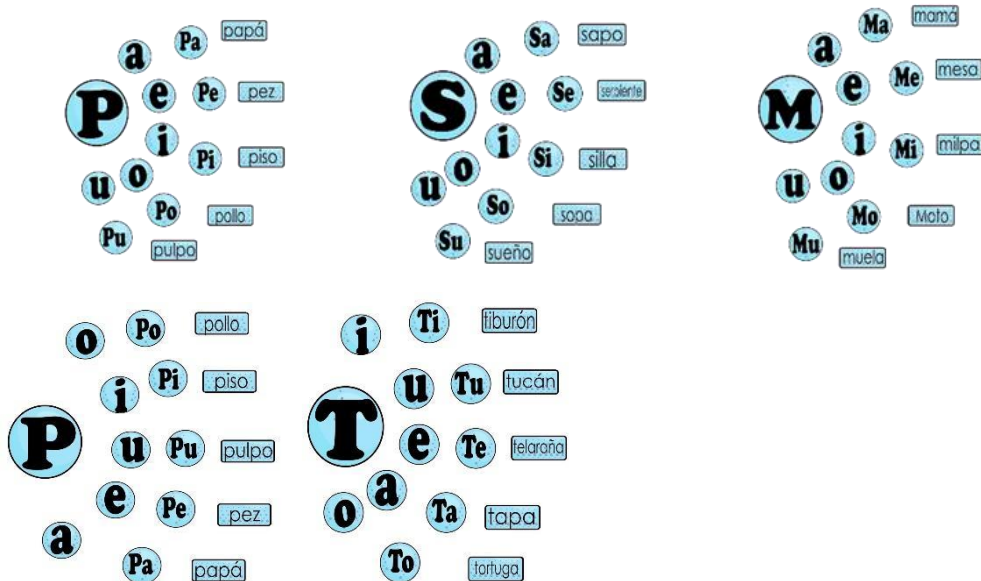 P
a Pa papá
e Pe pez
i Pi piso
o Po pollo
u Pu pulpo
S
a Sa sapo
e Se serpiente
i Si silla
o So sopa
u Su sueño
M
a Ma mamá
e Me mesa
i Mi milpa
o Mo Moto
u Mu muela
P
o Po pollo
i Pi piso
u Pu pulpo
e Pe pez
a Pa papá
T
i Ti tiburón
u Tu tucán
e Te telaraña
a Ta tapa
o To tortuga